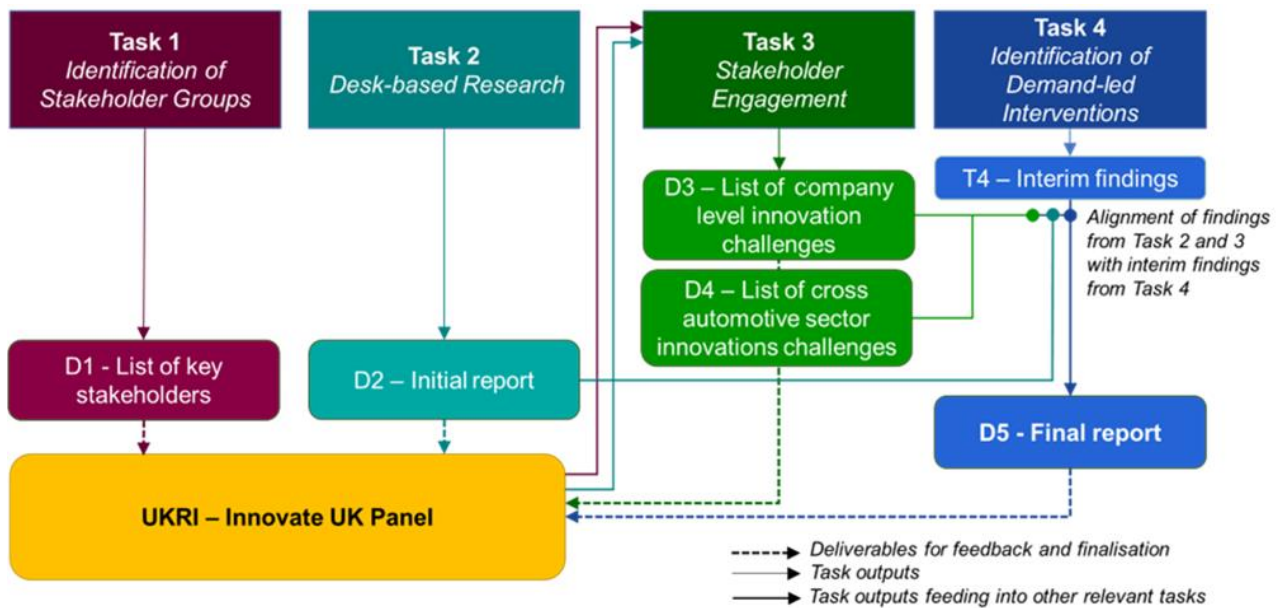 Task 1
Identification of
Stakeholder Groups
Task 2
Desk-based Research
Task 3
Stakeholder
Engagement
Task 4
Identification of
Demand-led
Interventions
T4 – Interim findings
D3 – List of company
level innovation
challenges
Alignment of findings
from Task 2 and 3
with interim findings
from Task 4
D4 – List of cross
automotive sector
innovations challenges
D1 - List of key
stakeholders
D2 – Initial report
D5 - Final report
UKRI – Innovate UK Panel
Deliverables for feedback and finalisation
Task outputs
Task outputs feeding into other relevant tasks